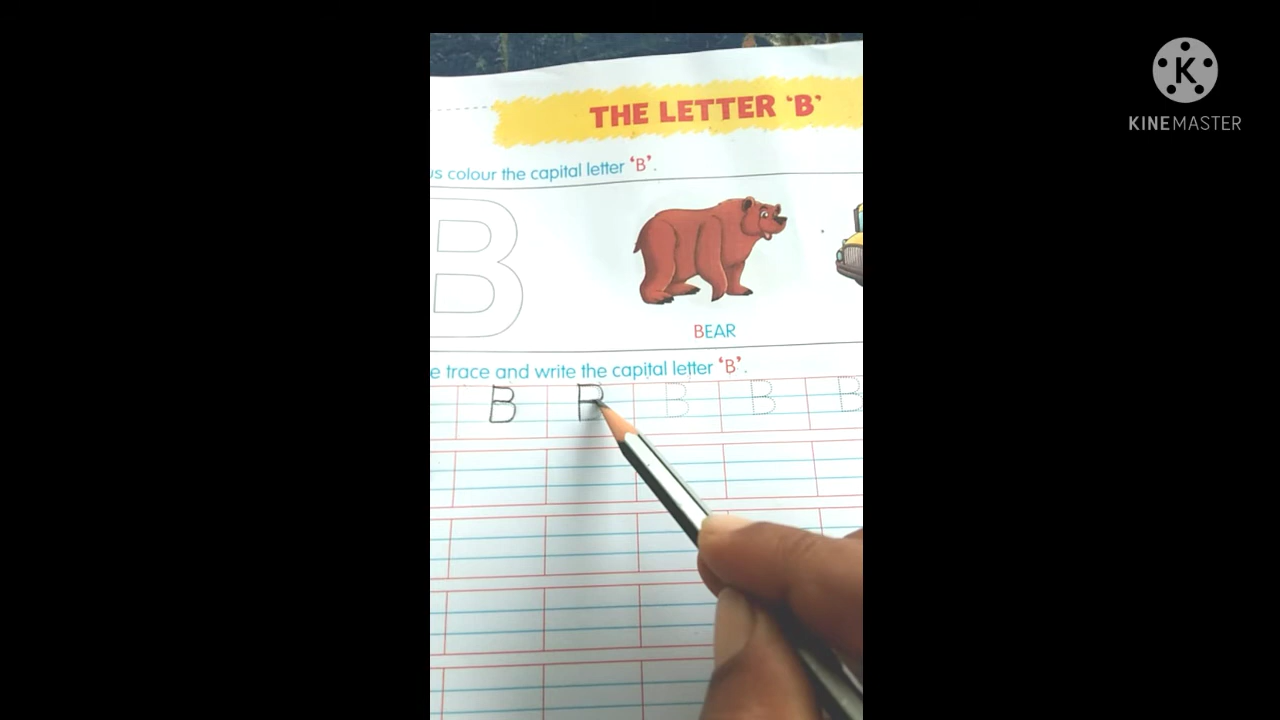 THE LETTER 'B'
us colour the capital letter 'B'.
B
BEAR
e trace and write the capital letter 'B'.
B B B B B
KINEMASTER